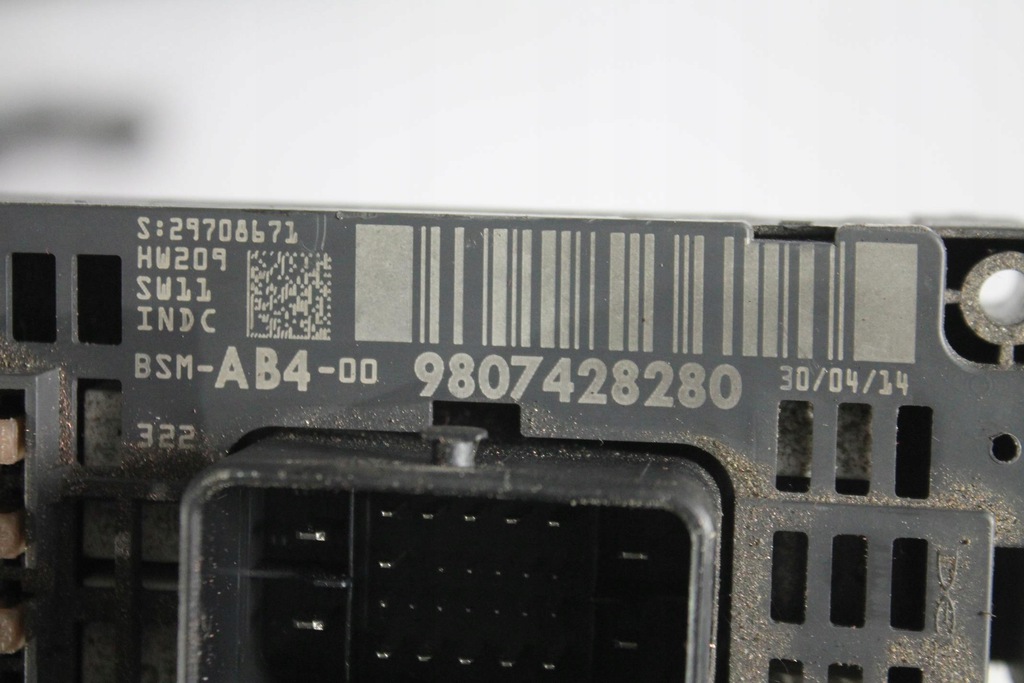 S:29708671
HW209
SW11
INDC
BSM-AB4-00 9807428280 30/04/14
322